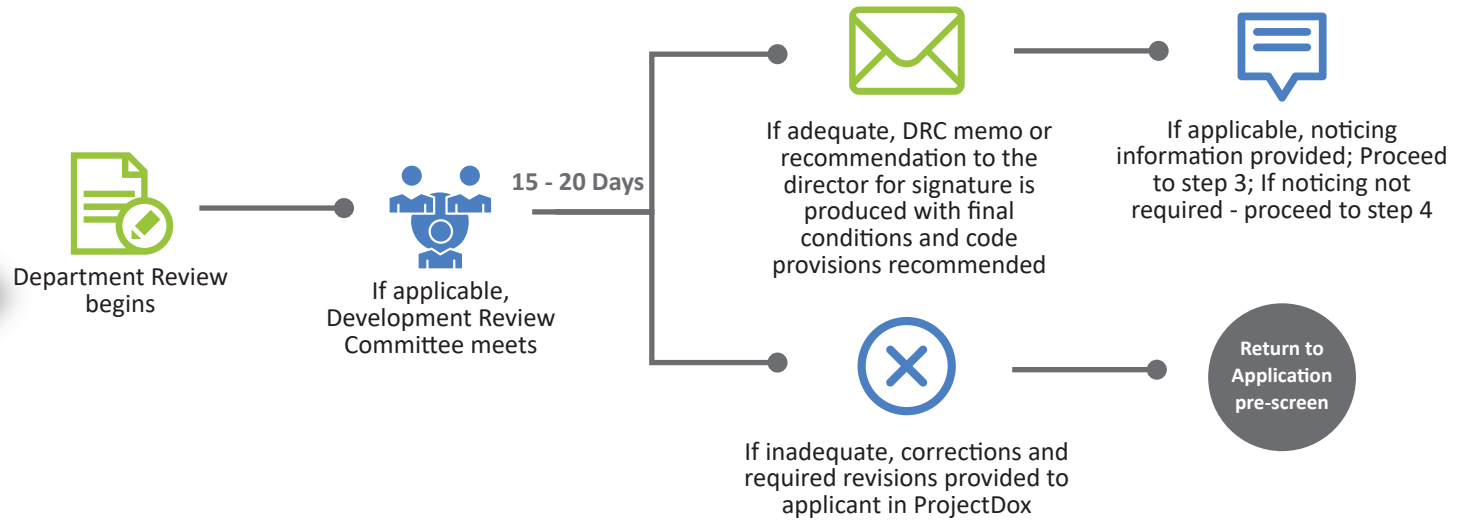 Department Review
begins
If applicable,
Development Review
Committee meets
15 - 20 Days
If adequate, DRC memo or
recommendation to the
director for signature is
produced with final
conditions and code
provisions recommended
If applicable, noticing
information provided; Proceed
to step 3; If noticing not
required - proceed to step 4
If inadequate, corrections and
required revisions provided to
applicant in ProjectDox
Return to
Application
pre-screen